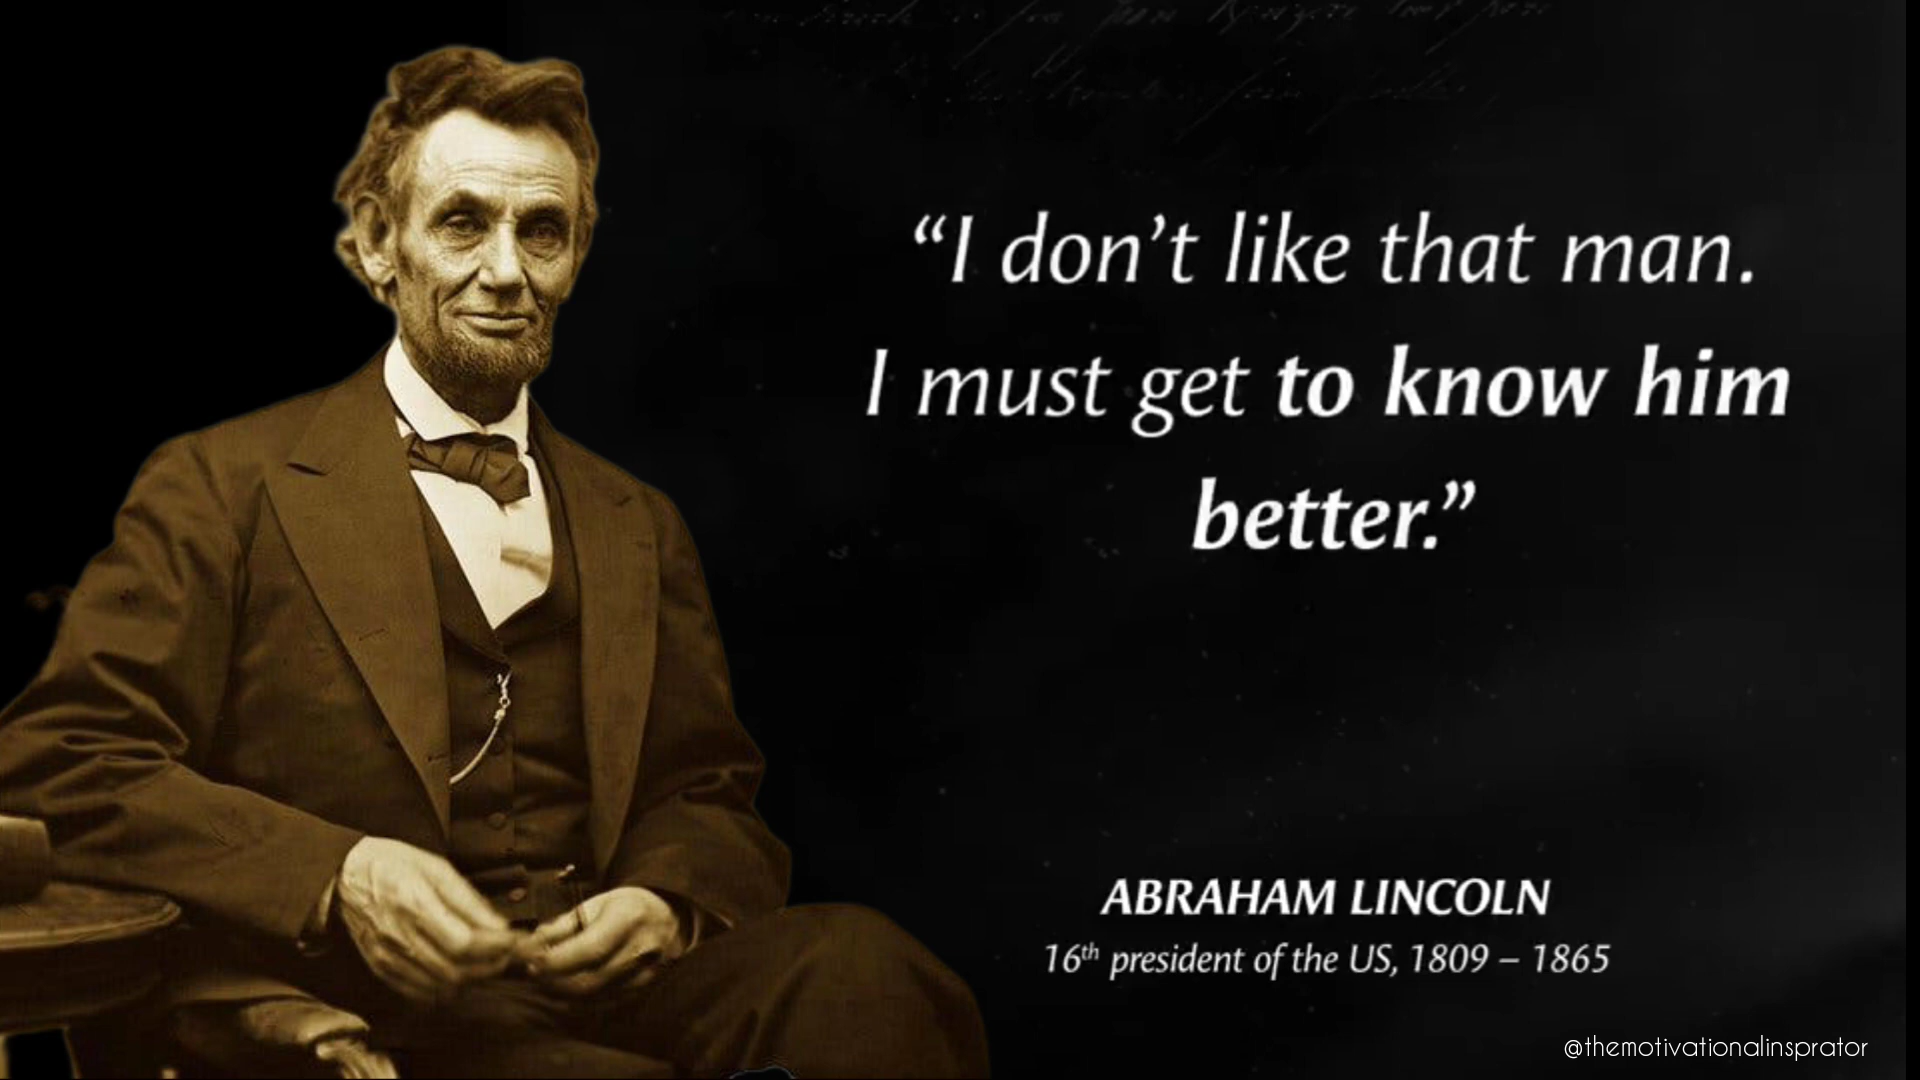 “I don’t like that man.
I must get to know him
better.”
ABRAHAM LINCOLN
16th president of the US, 1809 – 1865
@themotivationalinsprator